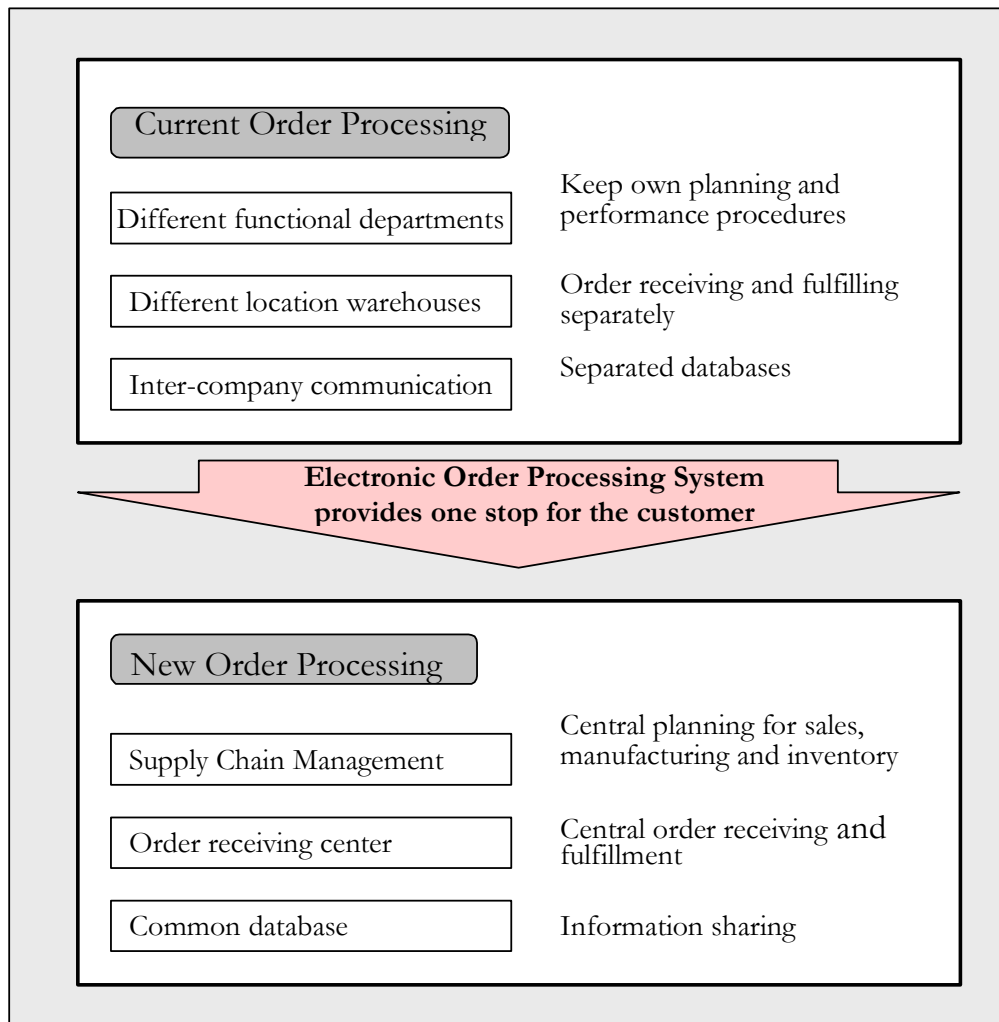 Current Order Processing
Different functional departments
Keep own planning and
performance procedures
Different location warehouses
Order receiving and fulfilling
separately
Inter-company communication
Separated databases
Electronic Order Processing System
provides one stop for the customer
New Order Processing
Supply Chain Management
Central planning for sales,
manufacturing and inventory
Order receiving center
Central order receiving and
fulfillment
Common database
Information sharing